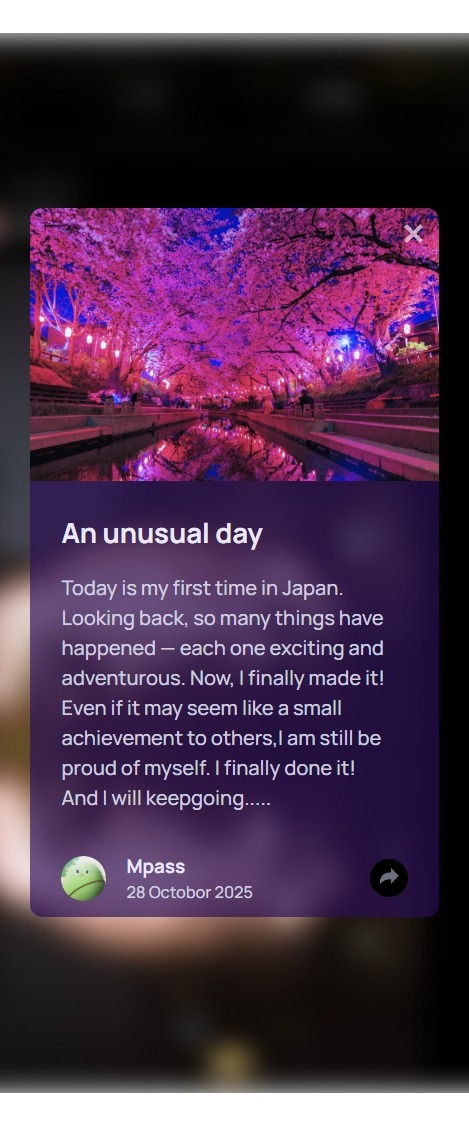 An unusual day
Today is my first time in Japan.
Looking back, so many things have
happened — each one exciting and
adventurous. Now, I finally made it!
Even if it may seem like a small
achievement to others,I am still be
proud of myself. I finally done it!
And I will keepgoing.....
Mpass
28 Octobor 2025